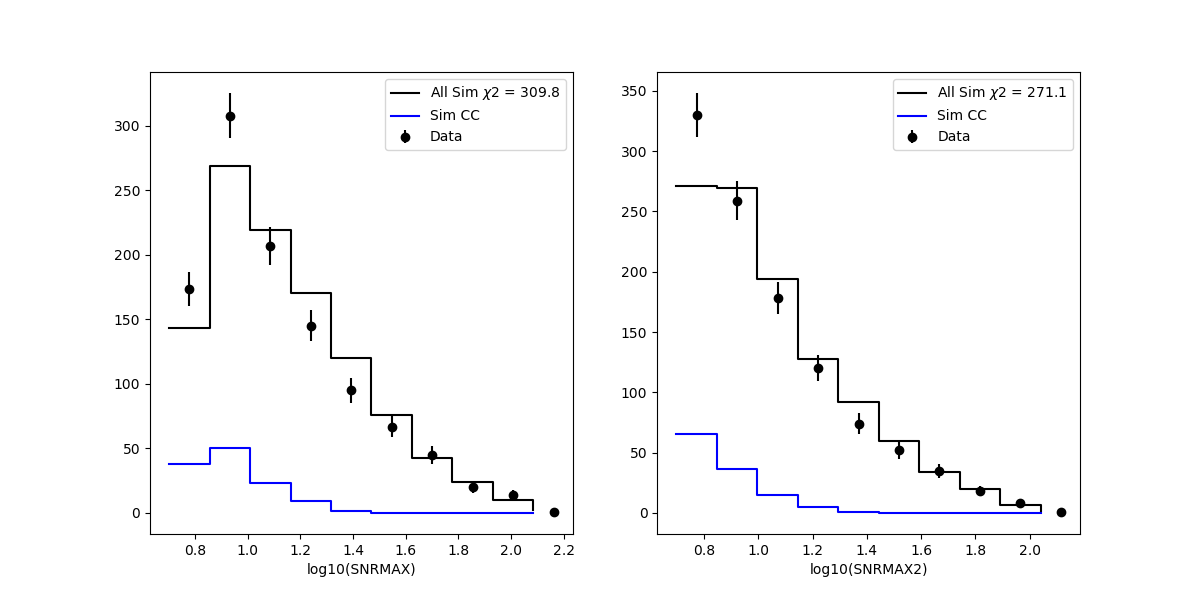 All Sim χ2 = 309.8
Sim CC
Data
300
250
200
150
100
50
0
0.8 1.0 1.2 1.4 1.6 1.8 2.0 2.2
log10(SNRMAX)
All Sim χ2 = 271.1
Sim CC
Data
350
300
250
200
150
100
50
0
0.8 1.0 1.2 1.4 1.6 1.8 2.0
log10(SNRMAX2)